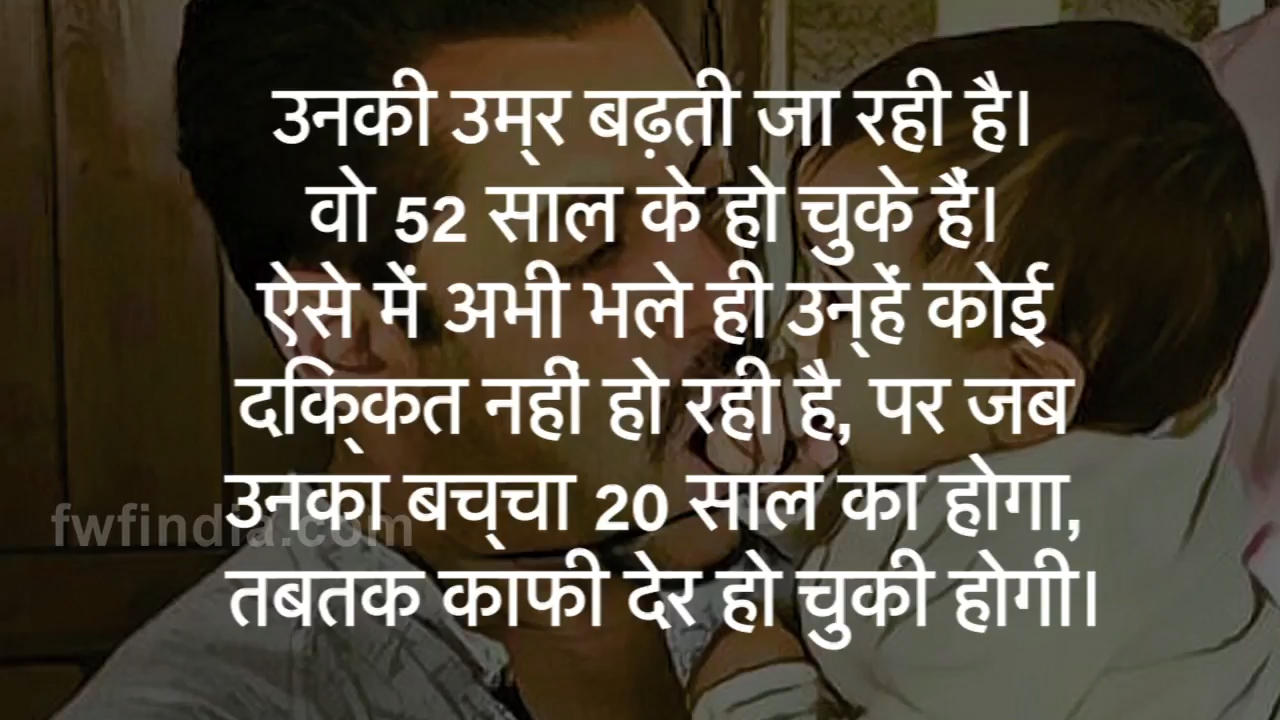 उनकी उम्‌र बढ़ती जा रही है।
वो 52 साल के हो चुके हैं।
ऐसे में अभी भले ही उन्‌हें कोई
दकि्‌कत नहीं हो रही है, पर जब
उनका बच्‌चा 20 साल का होगा,
तबतक काफी देर हो चुकी होगी।
fwfindia.com